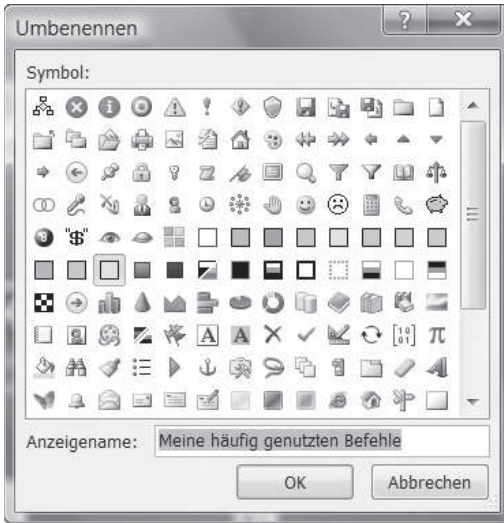 Umbenennen
Symbol:
Anzeigename: Meine häufig genutzten Befehle
OK Abbrechen